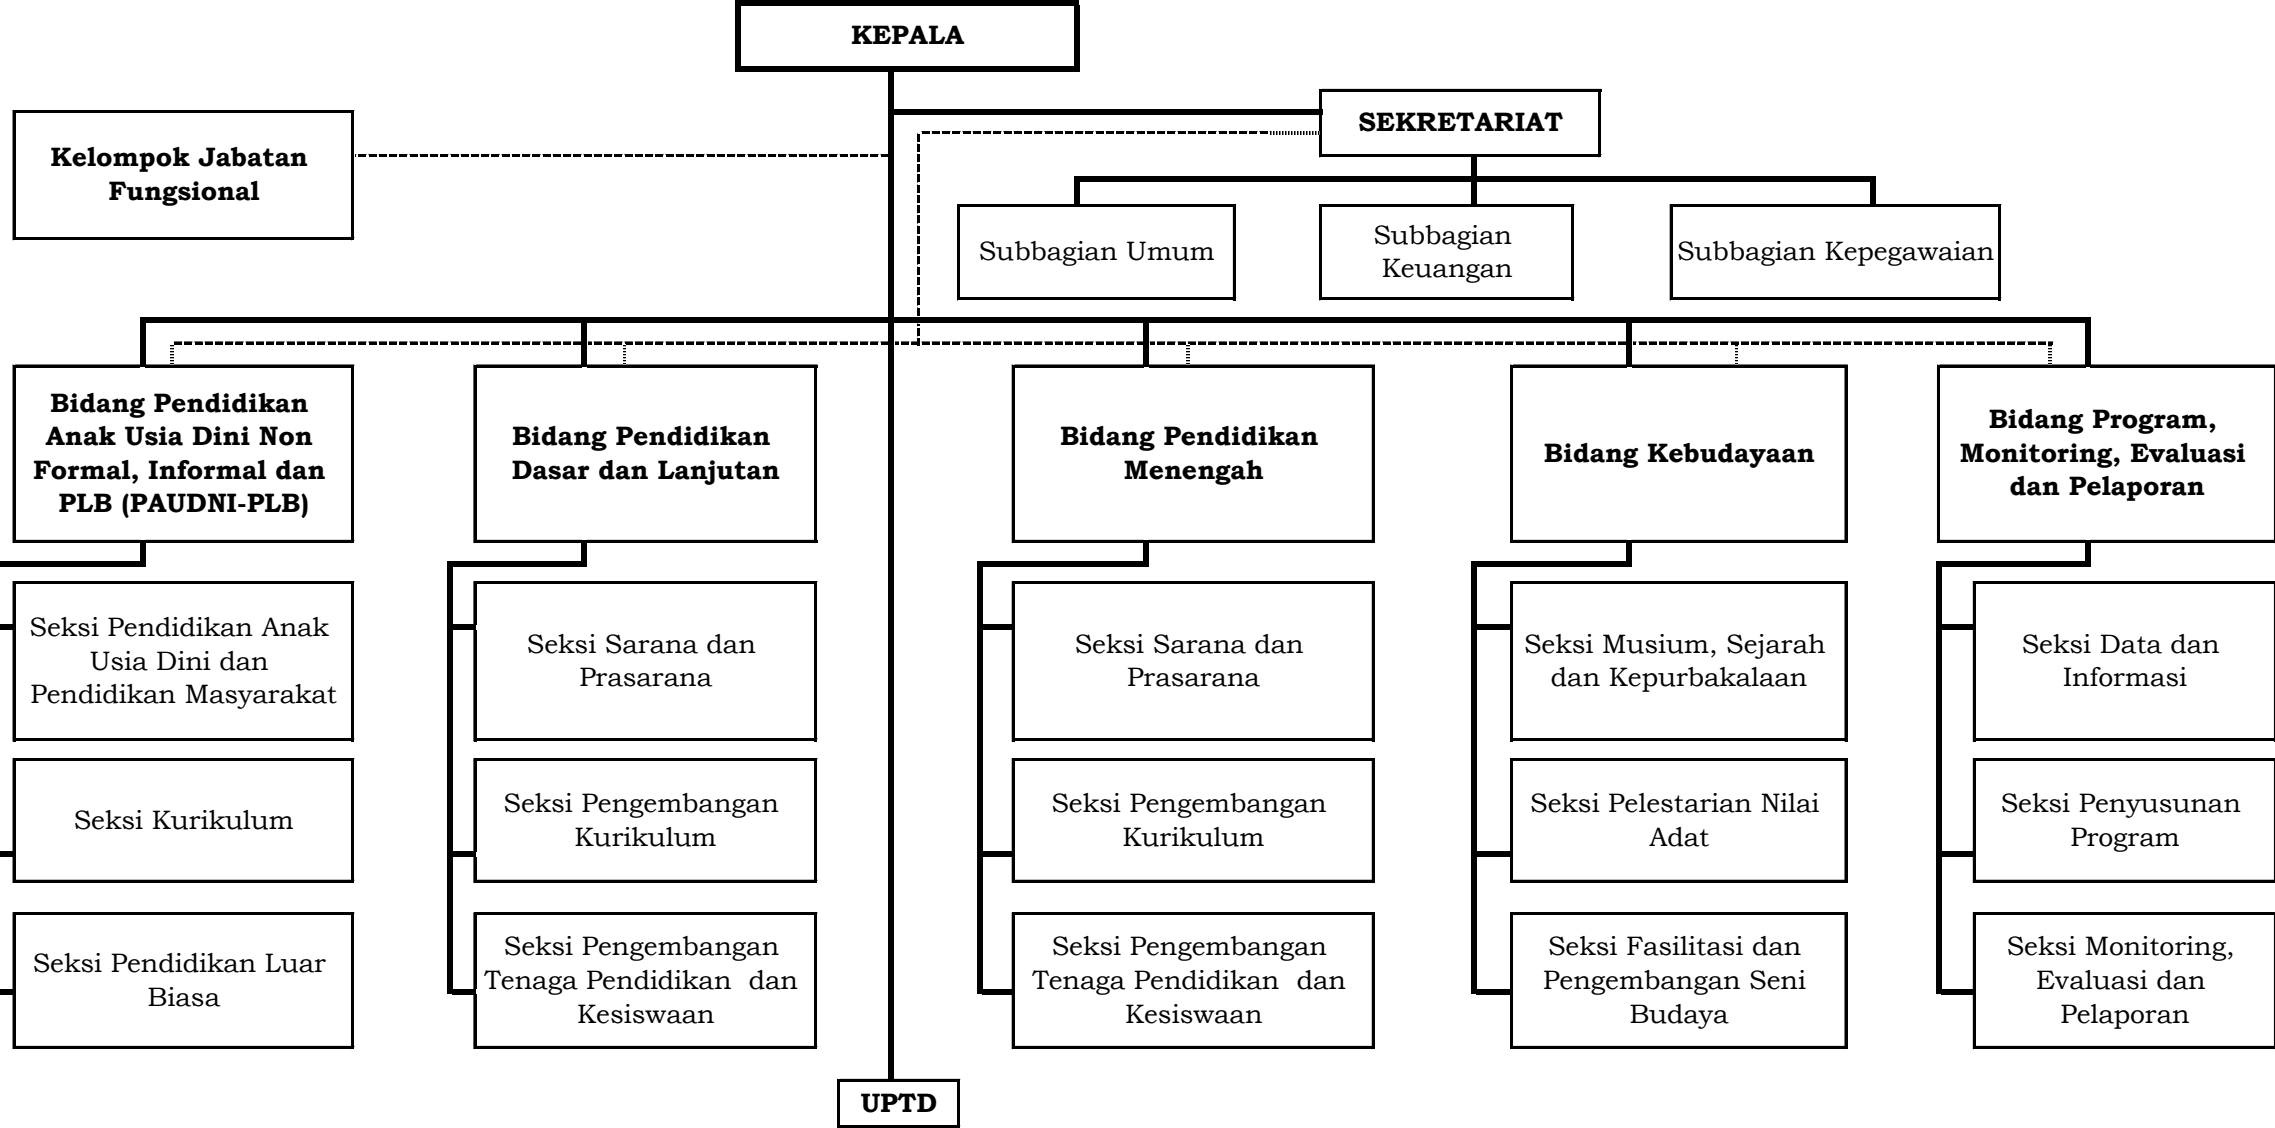 KEPALA
SEKRETARIAT
Kelompok Jabatan
Fungsional
Subbagian Umum
Subbagian
Keuangan
Subbagian Kepegawaian
Bidang Pendidikan
Anak Usia Dini Non
Formal, Informal dan
PLB (PAUDNI-PLB)
Bidang Pendidikan
Dasar dan Lanjutan
Bidang Pendidikan
Menengah
Bidang Kebudayaan
Bidang Program,
Monitoring, Evaluasi
dan Pelaporan
Seksi Pendidikan Anak
Usia Dini dan
Pendidikan Masyarakat
Seksi Sarana dan
Prasarana
Seksi Sarana dan
Prasarana
Seksi Musium, Sejarah
dan Kepurbakalaan
Seksi Data dan
Informasi
Seksi Kurikulum
Seksi Pengembangan
Kurikulum
Seksi Pengembangan
Kurikulum
Seksi Pelestarian Nilai
Adat
Seksi Penyusunan
Program
Seksi Pendidikan Luar
Biasa
Seksi Pengembangan
Tenaga Pendidikan  dan
Kesiswaan
Seksi Pengembangan
Tenaga Pendidikan  dan
Kesiswaan
Seksi Fasilitasi dan
Pengembangan Seni
Budaya
Seksi Monitoring,
Evaluasi dan
Pelaporan
UPTD